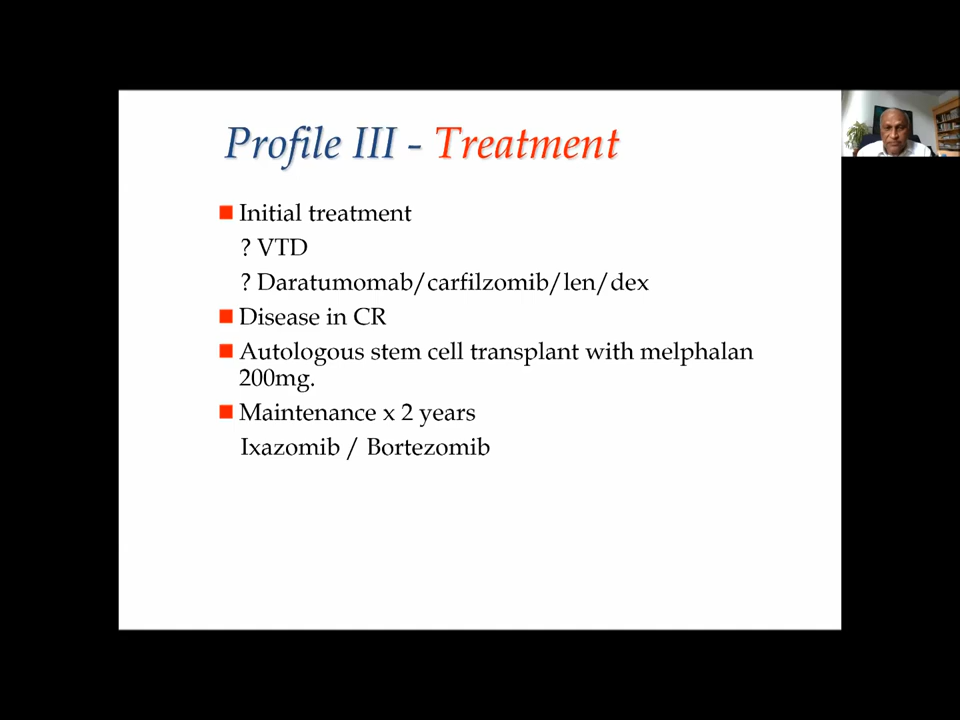 Profile III - Treatment
Initial treatment
? VTD
? Daratumomab/carfilzomib/len/dex
Disease in CR
Autologous stem cell transplant with melphalan
200mg.
Maintenance x 2 years
Ixazomib / Bortezomib